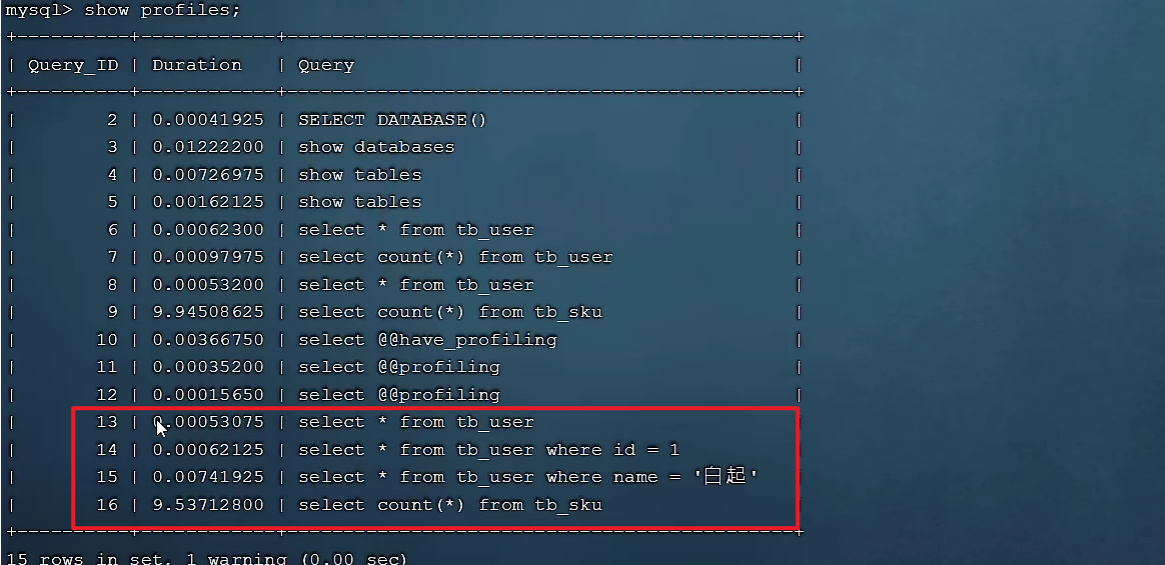 mysql> show profiles;
+----------+------------+-----------------------------------------------+
| Query_ID | Duration   | Query                                         |
+----------+------------+-----------------------------------------------+
|        2 | 0.00041925 | SELECT DATABASE()                             |
|        3 | 0.01222200 | show databases                                |
|        4 | 0.00726975 | show tables                                   |
|        5 | 0.00162125 | show tables                                   |
|        6 | 0.00062300 | select * from tb_user                         |
|        7 | 0.00097975 | select count(*) from tb_user                  |
|        8 | 0.00053200 | select * from tb_user                         |
|        9 | 9.94508625 | select count(*) from tb_sku                   |
|       10 | 0.00366750 | select @@have_profiling                       |
|       11 | 0.00035200 | select @@profiling                            |
|       12 | 0.00015650 | select @@profiling                            |
|       13 | 0.00053075 | select * from tb_user                         |
|       14 | 0.00062125 | select * from tb_user where id = 1            |
|       15 | 0.00741925 | select * from tb_user where name = '白起'     |
|       16 | 9.53712800 | select count(*) from tb_sku                   |
+----------+------------+-----------------------------------------------+
15 rows in set, 1 warning (0.00 sec)